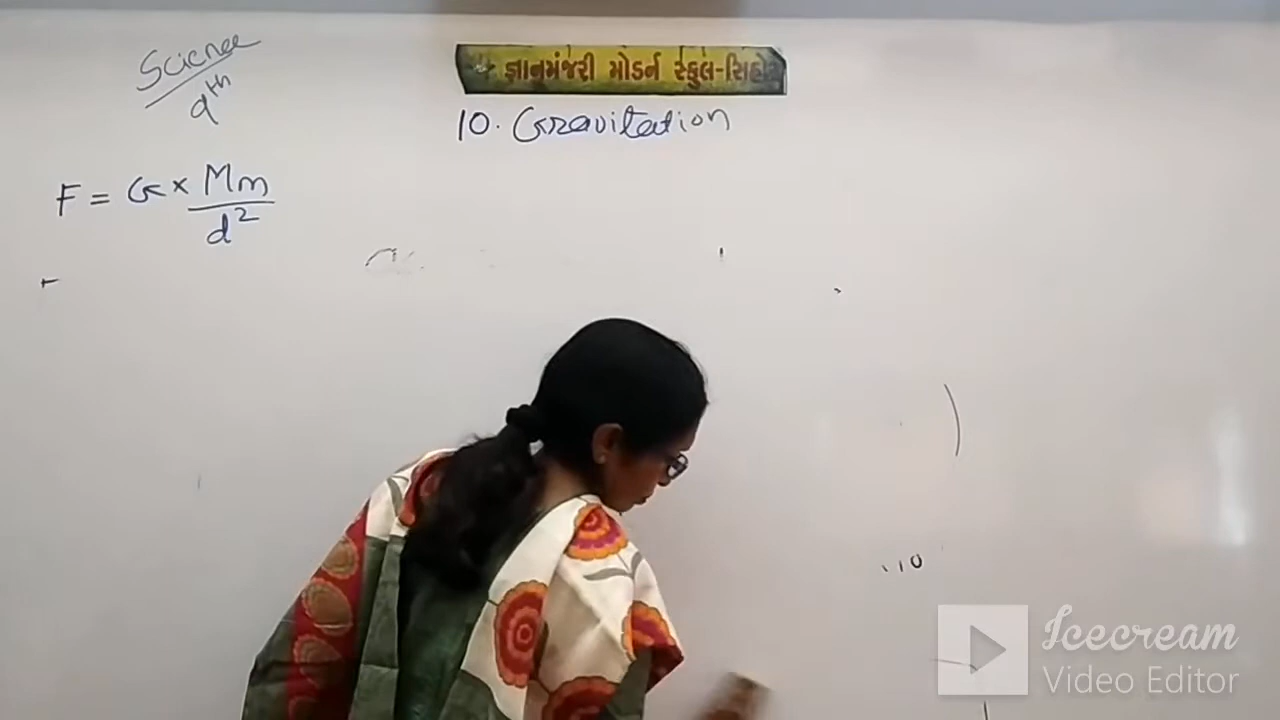 Science
9th
જ્ઞાનમંજરી મોડર્ન સ્કુલ-સિહોર
10. Gravitation
F = G × Mm
d²
Icecream
Video Editor